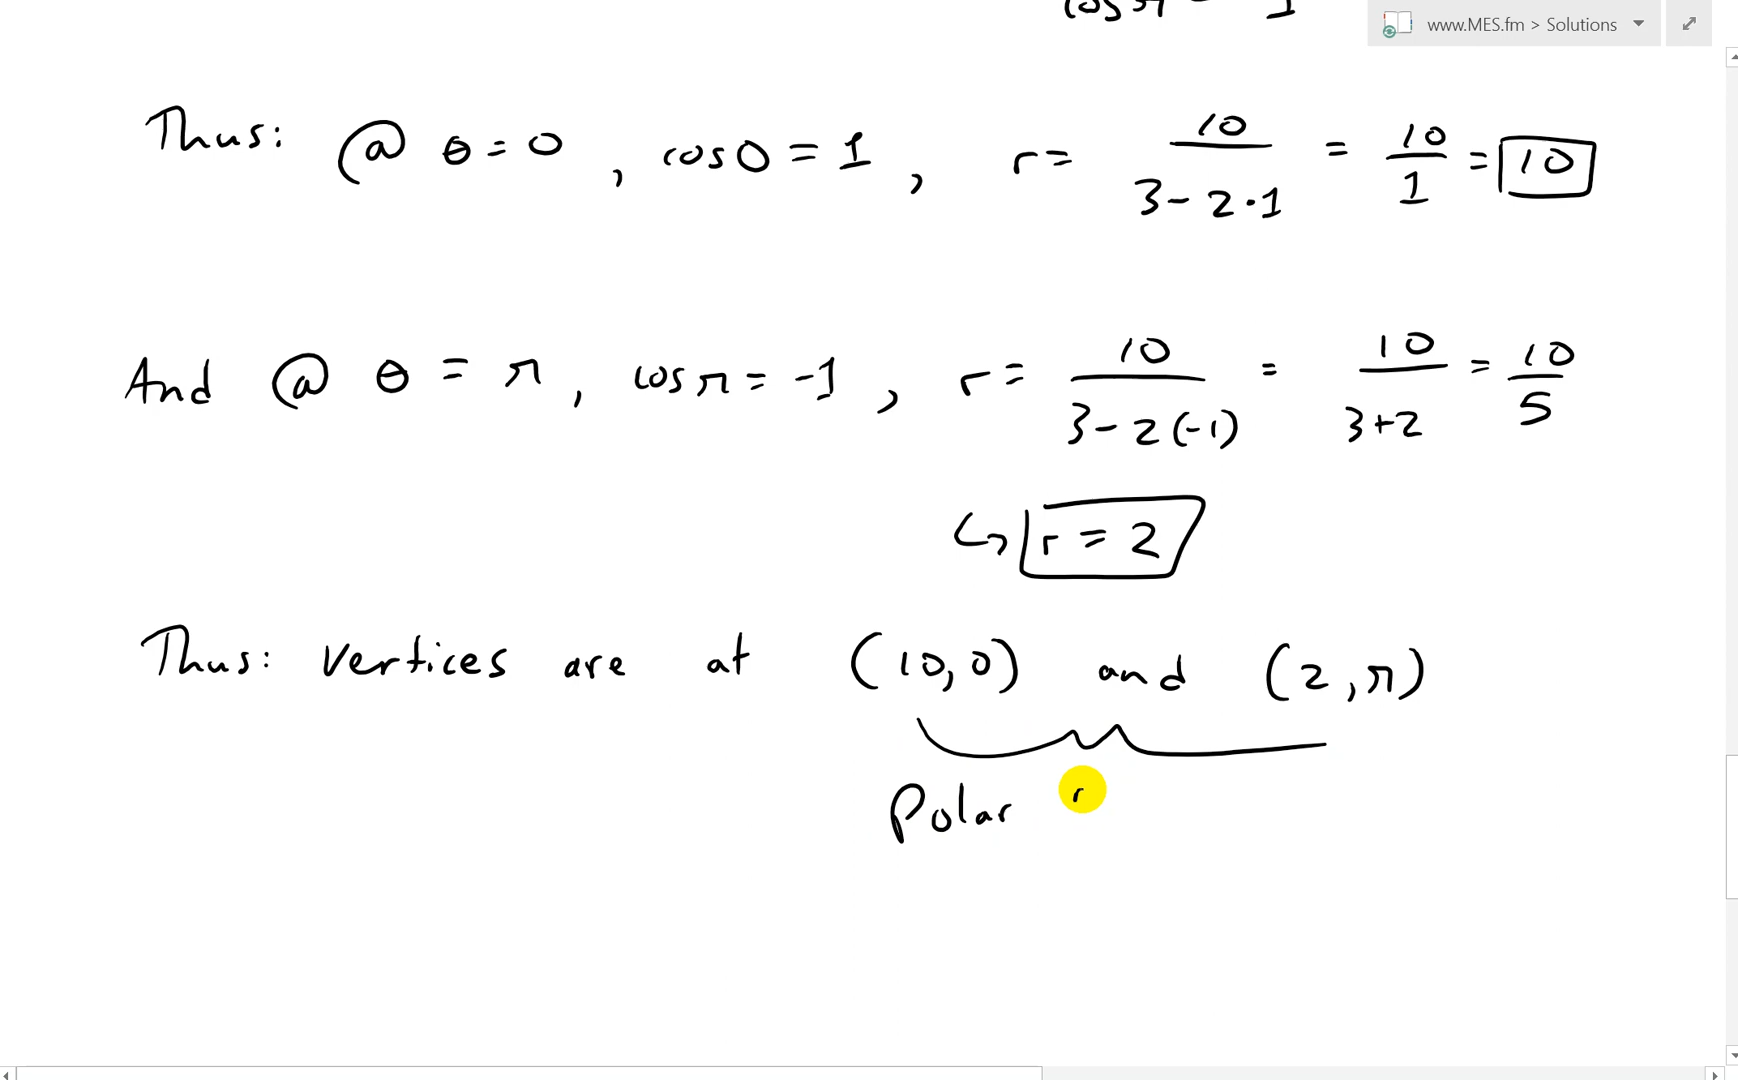 cos π = -1
www.MES.fm > Solutions
Thus: @ θ = 0, cos 0 = 1, r = 10 / (3 - 2·1) = 10/1 = 10
And @ θ = π, cos π = -1, r = 10 / (3 - 2(-1)) = 10 / (3+2) = 10/5
↳ r = 2
Thus: vertices are at (10, 0) and (2, π)
Polar